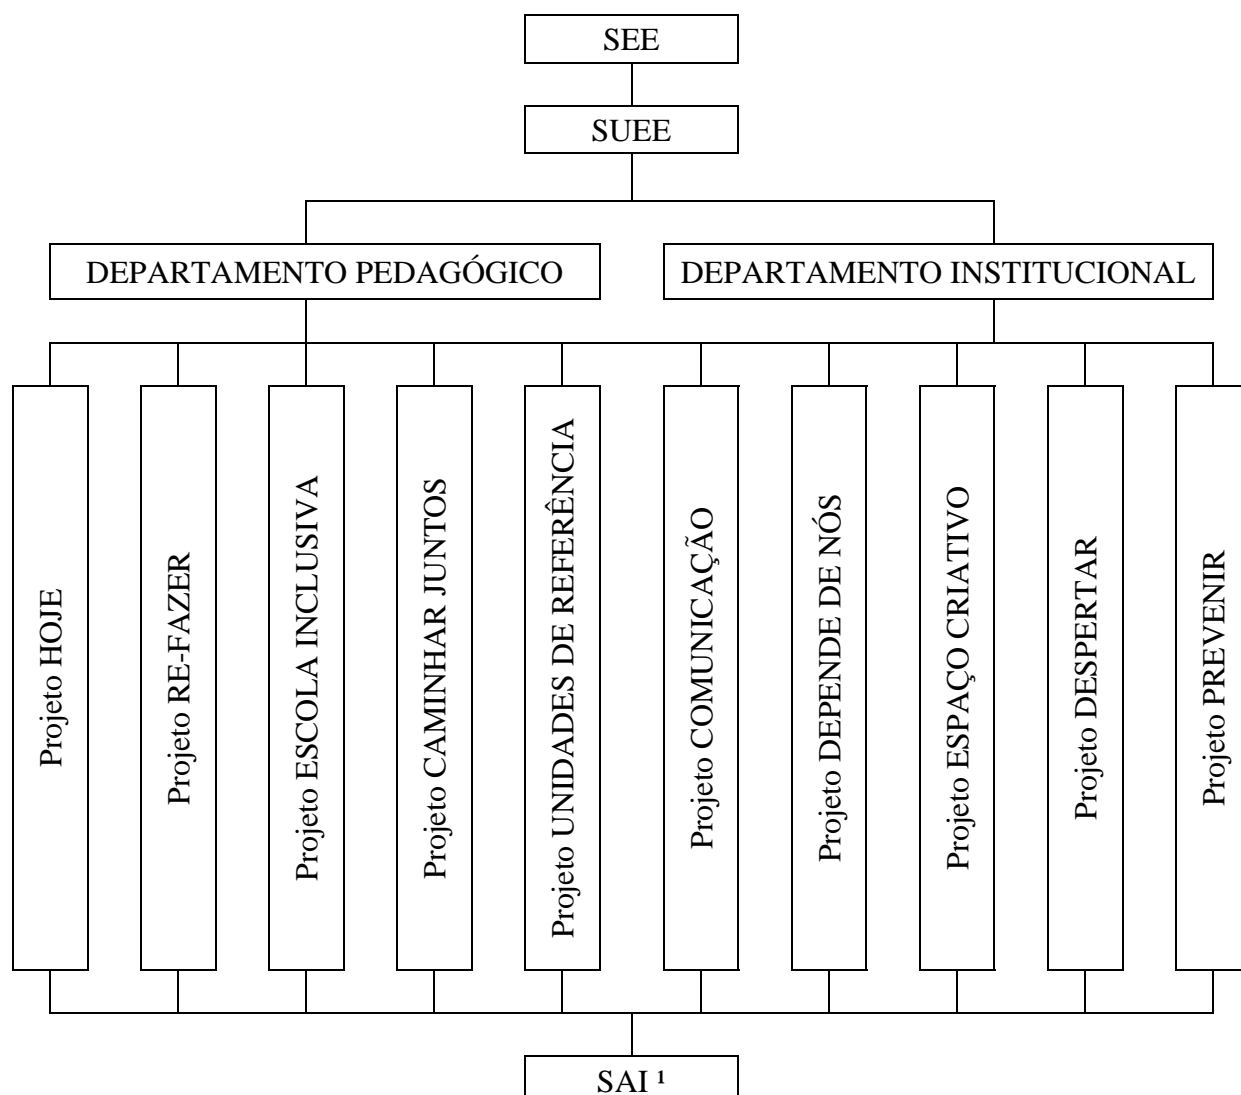 SEE
SUEE
DEPARTAMENTO PEDAGÓGICO
DEPARTAMENTO INSTITUCIONAL
Projeto HOJE
Projeto RE-FAZER
Projeto ESCOLA INCLUSIVA
Projeto CAMINHAR JUNTOS
Projeto UNIDADES DE REFERÊNCIA
Projeto COMUNICAÇÃO
Projeto DEPENDE DE NÓS
Projeto ESPAÇO CRIATIVO
Projeto DESPERTAR
Projeto PREVENIR
SAI ¹